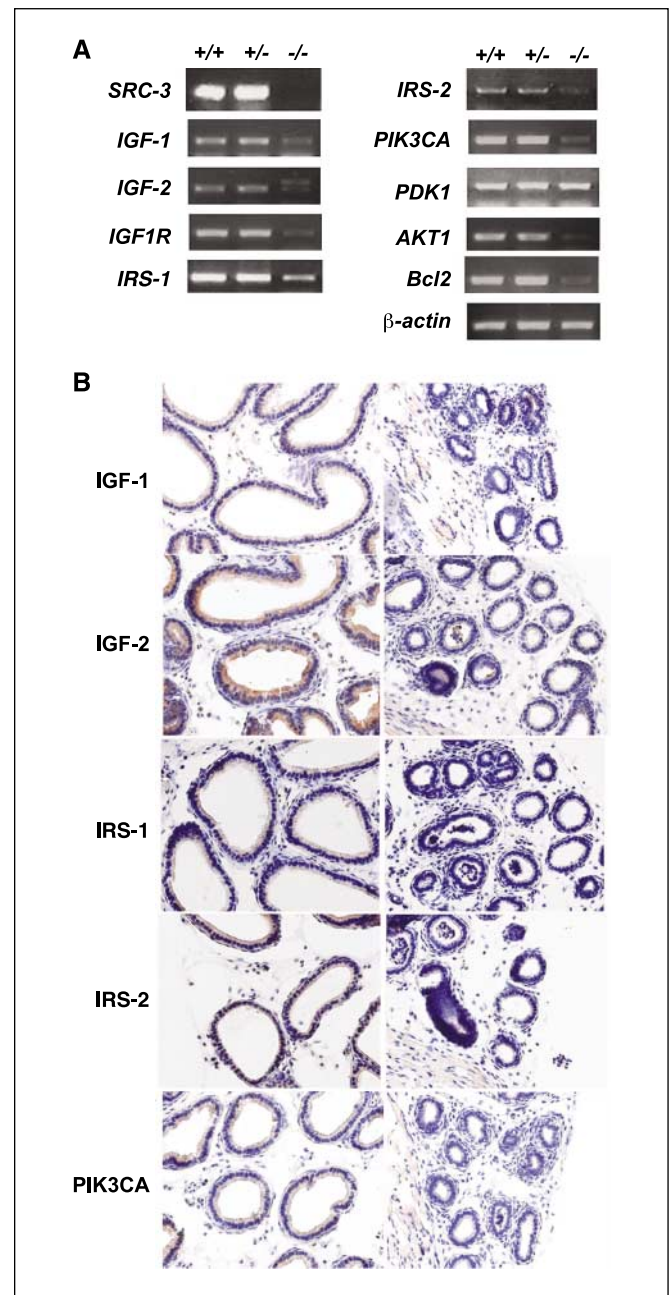 A
+/+ +/- -/-
SRC-3
IGF-1
IGF-2
IGF1R
IRS-1
+/+ +/- -/-
IRS-2
PIK3CA
PDK1
AKT1
Bcl2
β-actin
B
IGF-1
IGF-2
IRS-1
IRS-2
PIK3CA